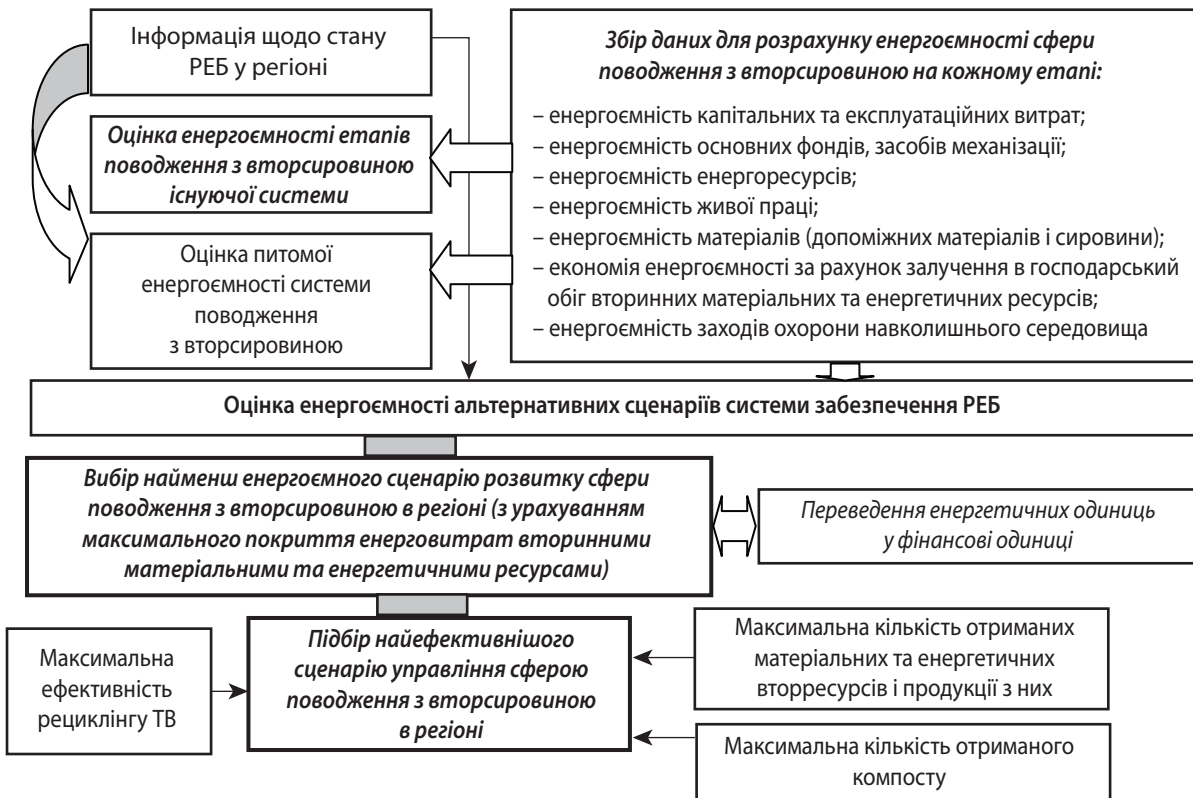 Інформація щодо стану
РЕБ у регіоні
Оцінка енергоємності етапів
поводження з вторсировиною
існуючої системи
Оцінка питомої
енергоємності системи
поводження
з вторсировиною
Збір даних для розрахунку енергоємності сфери
поводження з вторсировиною на кожному етапі:
– енергоємність капітальних та експлуатаційних витрат;
– енергоємність основних фондів, засобів механізації;
– енергоємність енергоресурсів;
– енергоємність живої праці;
– енергоємність матеріалів (допоміжних матеріалів і сировини);
– економія енергоємності за рахунок залучення в господарський
обіг вторинних матеріальних та енергетичних ресурсів;
– енергоємність заходів охорони навколишнього середовища
Оцінка енергоємності альтернативних сценаріїв системи забезпечення РЕБ
Вибір найменш енергоємного сценарію розвитку сфери
поводження з вторсировиною в регіоні (з урахуванням
максимального покриття енерговитрат вторинними
матеріальними та енергетичними ресурсами)
Переведення енергетичних одиниць
у фінансові одиниці
Максимальна
ефективність
рециклінгу ТВ
Підбір найефективнішого
сценарію управління сферою
поводження з вторсировиною
в регіоні
Максимальна кількість отриманих
матеріальних та енергетичних
вторресурсів і продукції з них
Максимальна кількість отриманого
компосту